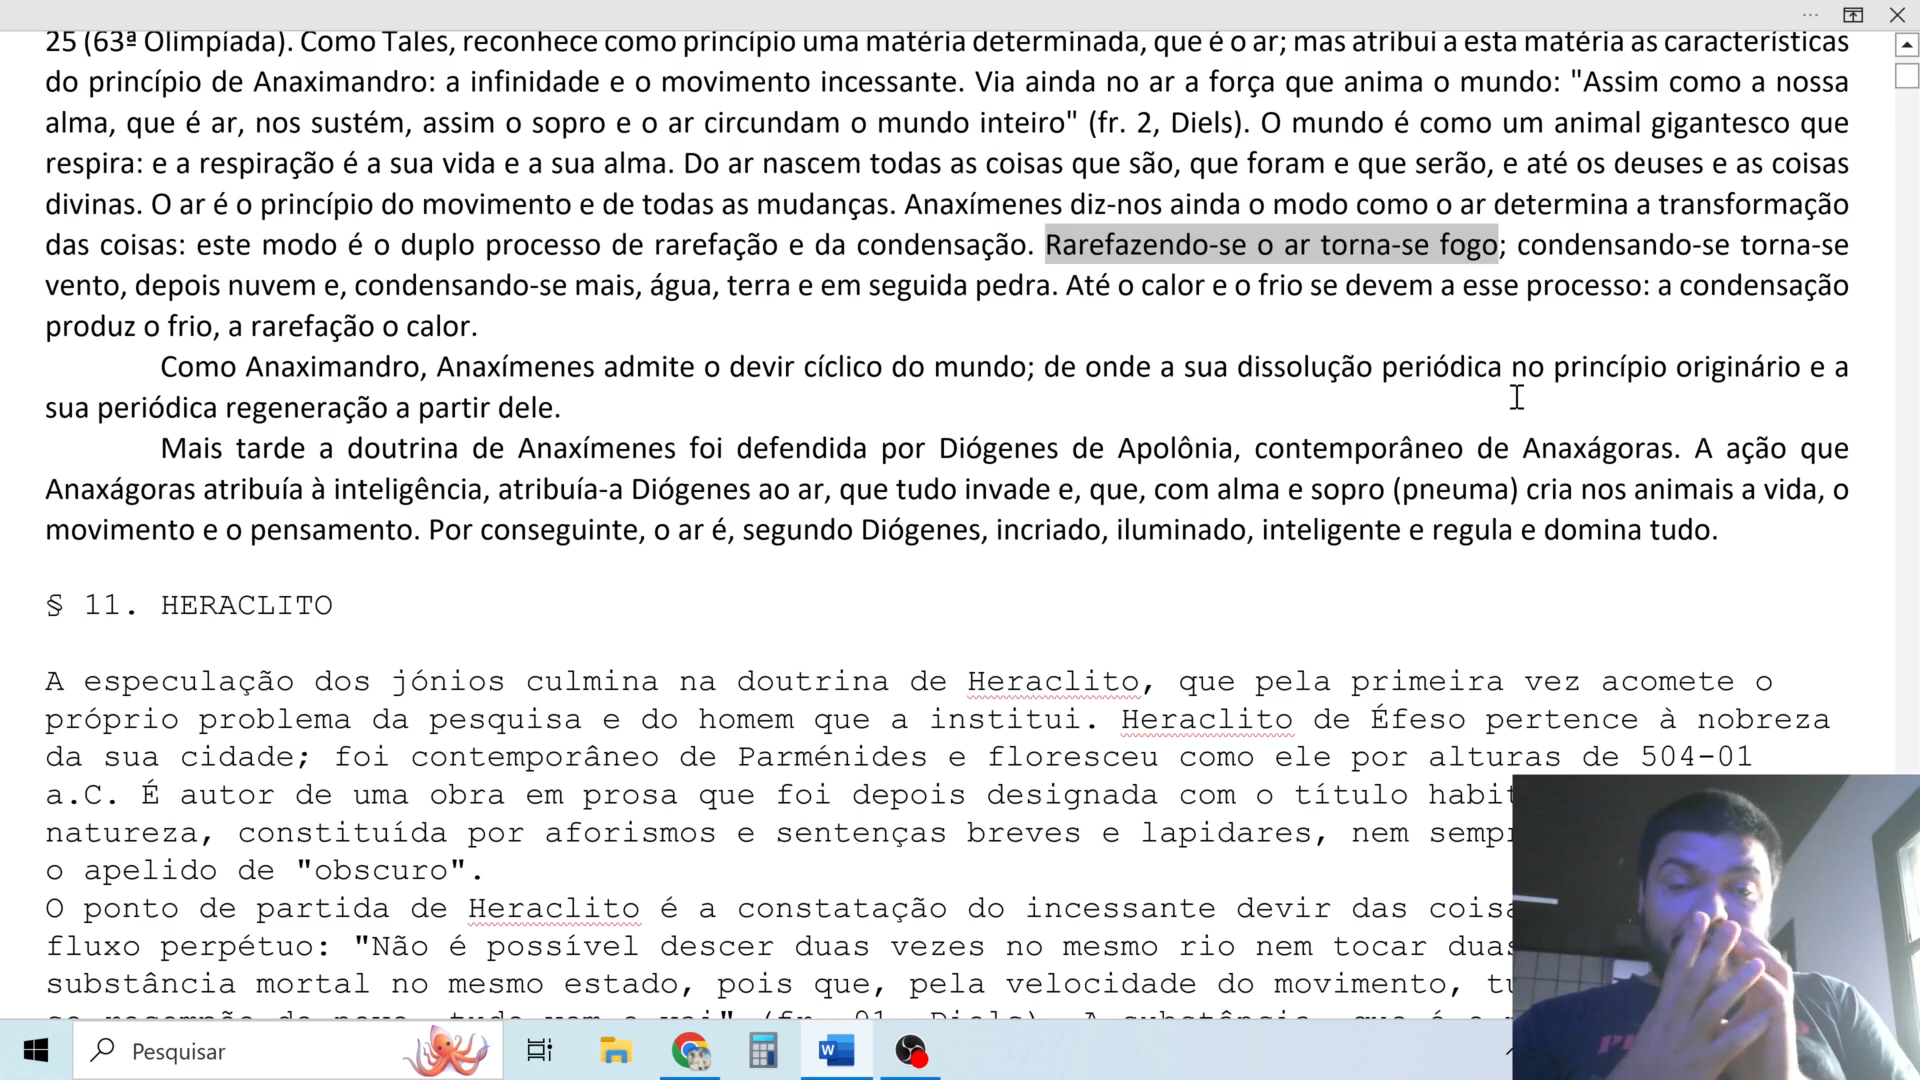 25 (63ª Olimpíada). Como Tales, reconhece como princípio uma matéria determinada, que é o ar; mas atribui a esta matéria as características
do princípio de Anaximandro: a infinidade e o movimento incessante. Via ainda no ar a força que anima o mundo: "Assim como a nossa
alma, que é ar, nos sustém, assim o sopro e o ar circundam o mundo inteiro" (fr. 2, Diels). O mundo é como um animal gigantesco que
respira: e a respiração é a sua vida e a sua alma. Do ar nascem todas as coisas que são, que foram e que serão, e até os deuses e as coisas
divinas. O ar é o princípio do movimento e de todas as mudanças. Anaxímenes diz-nos ainda o modo como o ar determina a transformação
das coisas: este modo é o duplo processo de rarefação e da condensação. Rarefazendo-se o ar torna-se fogo; condensando-se torna-se
vento, depois nuvem e, condensando-se mais, água, terra e em seguida pedra. Até o calor e o frio se devem a esse processo: a condensação
produz o frio, a rarefação o calor.
Como Anaximandro, Anaxímenes admite o devir cíclico do mundo; de onde a sua dissolução periódica no princípio originário e a
sua periódica regeneração a partir dele.
Mais tarde a doutrina de Anaxímenes foi defendida por Diógenes de Apolônia, contemporâneo de Anaxágoras. A ação que
Anaxágoras atribuía à inteligência, atribuía-a Diógenes ao ar, que tudo invade e, que, com alma e sopro (pneuma) cria nos animais a vida, o
movimento e o pensamento. Por conseguinte, o ar é, segundo Diógenes, incriado, iluminado, inteligente e regula e domina tudo.
§ 11. HERACLITO
A especulação dos jónios culmina na doutrina de Heraclito, que pela primeira vez acomete o
próprio problema da pesquisa e do homem que a institui. Heraclito de Éfeso pertence à nobreza
da sua cidade; foi contemporâneo de Parménides e floresceu como ele por alturas de 504-01
a.C. É autor de uma obra em prosa que foi depois designada com o título
natureza, constituída por aforismos e sentenças breves e lapidares, nem
o apelido de "obscuro".
O ponto de partida de Heraclito é a constatação do incessante devir das
fluxo perpétuo: "Não é possível descer duas vezes no mesmo rio nem tocar
substância mortal no mesmo estado, pois que, pela velocidade do movimento,
Pesquisar